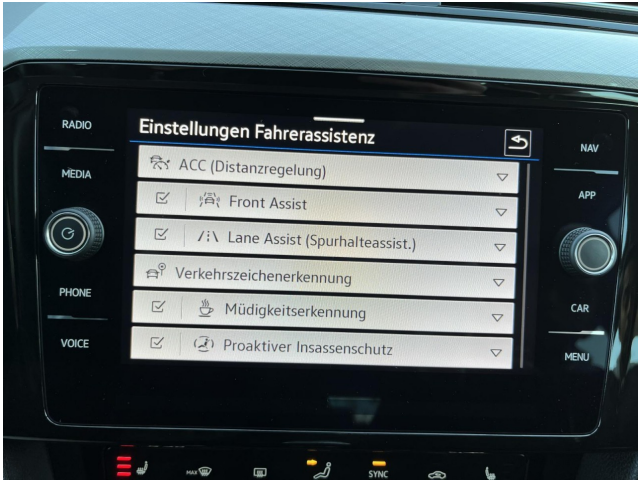 RADIO
MEDIA
PHONE
VOICE
Einstellungen Fahrerassistenz
ACC (Distanzregelung)
Front Assist
Lane Assist (Spurhalteassist.)
Verkehrszeichenerkennung
Müdigkeitserkennung
Proaktiver Insassenschutz
NAV
APP
CAR
MENU
MAX
SYNC